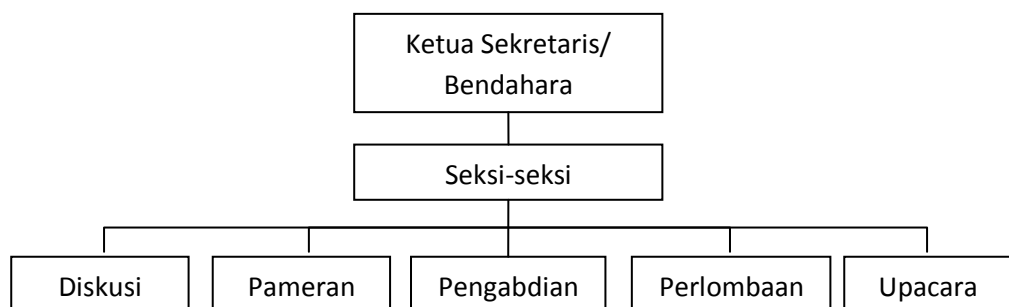 Ketua Sekretaris/
Bendahara
Seksi-seksi
Diskusi
Pameran
Pengabdian
Perlombaan
Upacara